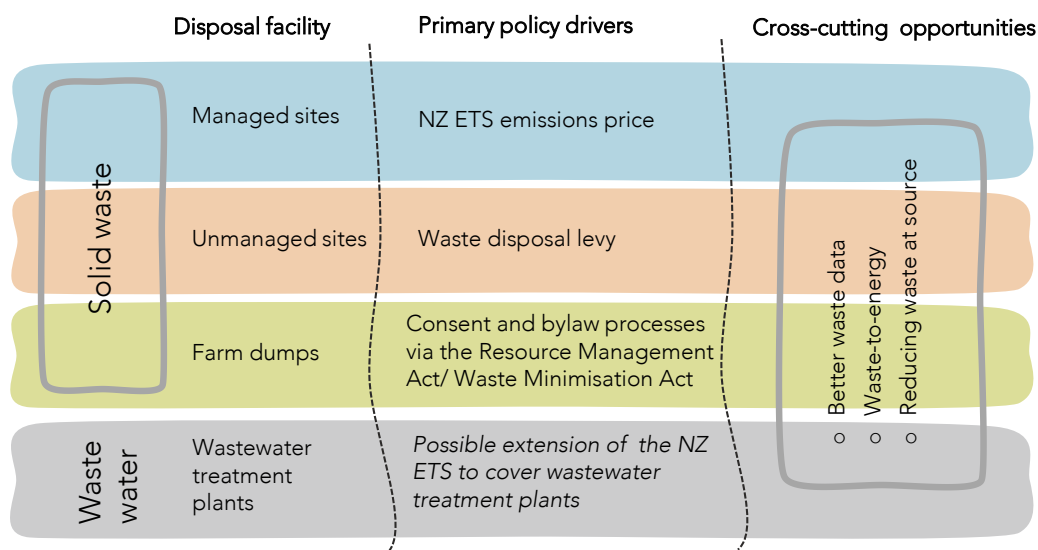 Disposal facility
Primary policy drivers
Cross-cutting opportunities
Solid waste
Managed sites
NZ ETS emissions price
Unmanaged sites
Waste disposal levy
Farm dumps
Consent and bylaw processes
via the Resource Management
Act/ Waste Minimisation Act
Waste
water
Wastewater
treatment
plants
Possible extension of the NZ
ETS to cover wastewater
treatment plants
○ Better waste data
○ Waste-to-energy
○ Reducing waste at source